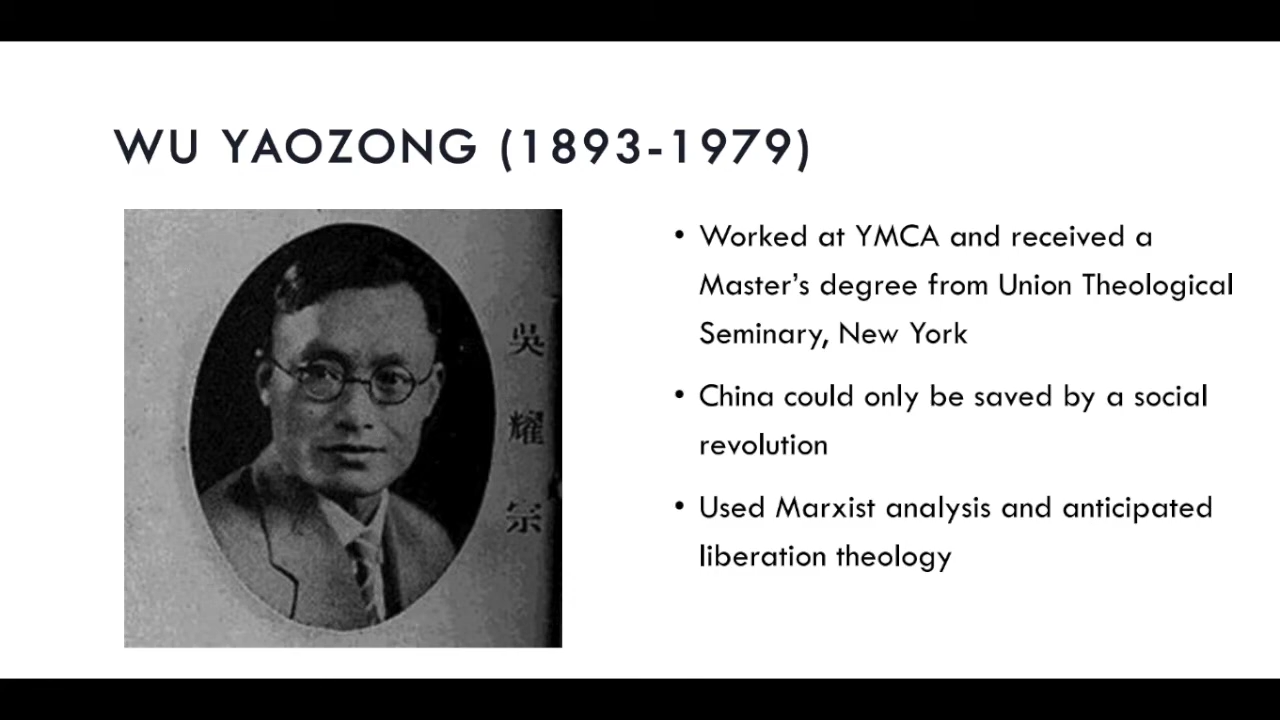 WU YAOZONG (1893-1979)
吳
耀
宗
• Worked at YMCA and received a
Master’s degree from Union Theological
Seminary, New York
• China could only be saved by a social
revolution
• Used Marxist analysis and anticipated
liberation theology